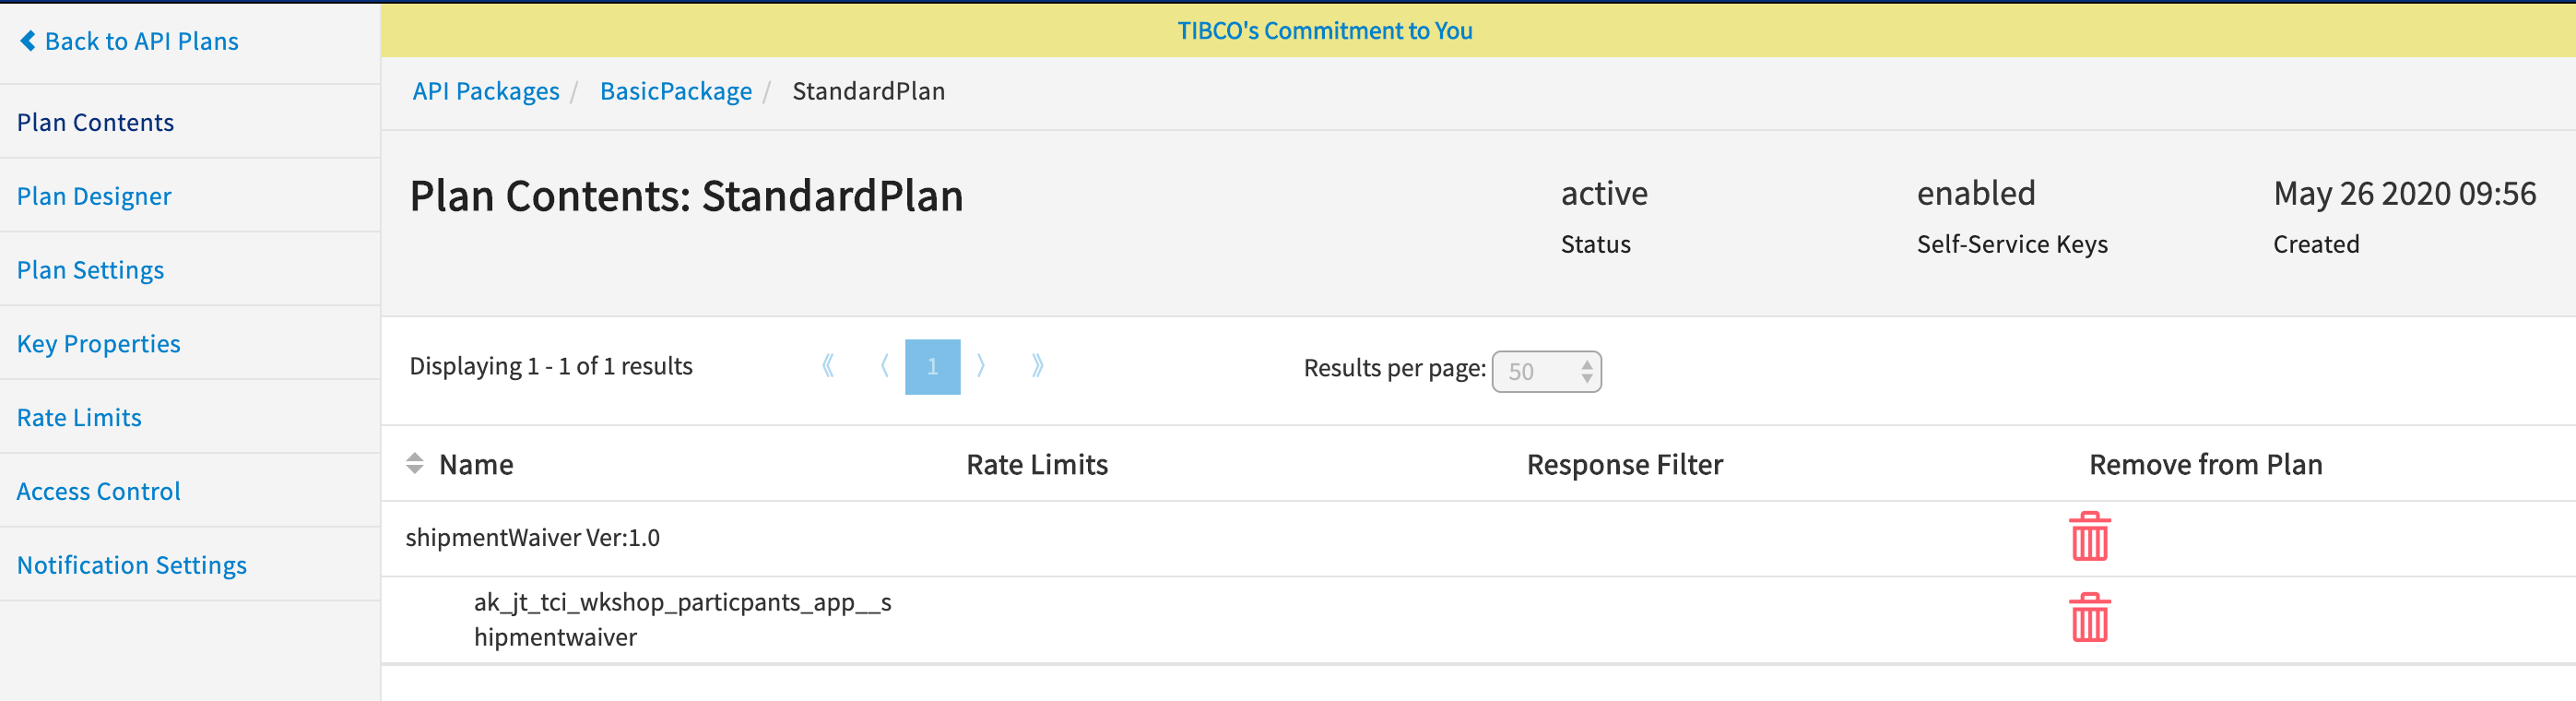 TIBCO's Commitment to You
Back to API Plans
Plan Contents
Plan Designer
Plan Settings
Key Properties
Rate Limits
Access Control
Notification Settings
API Packages / BasicPackage / StandardPlan
Plan Contents: StandardPlan
active
Status
enabled
Self-Service Keys
May 26 2020 09:56
Created
Displaying 1 - 1 of 1 results
« ‹ 1 › »
Results per page: 50
Name Rate Limits Response Filter Remove from Plan
shipmentWaiver Ver:1.0
ak_jt_tci_wkshop_particpants_app__s
hipmentwaiver